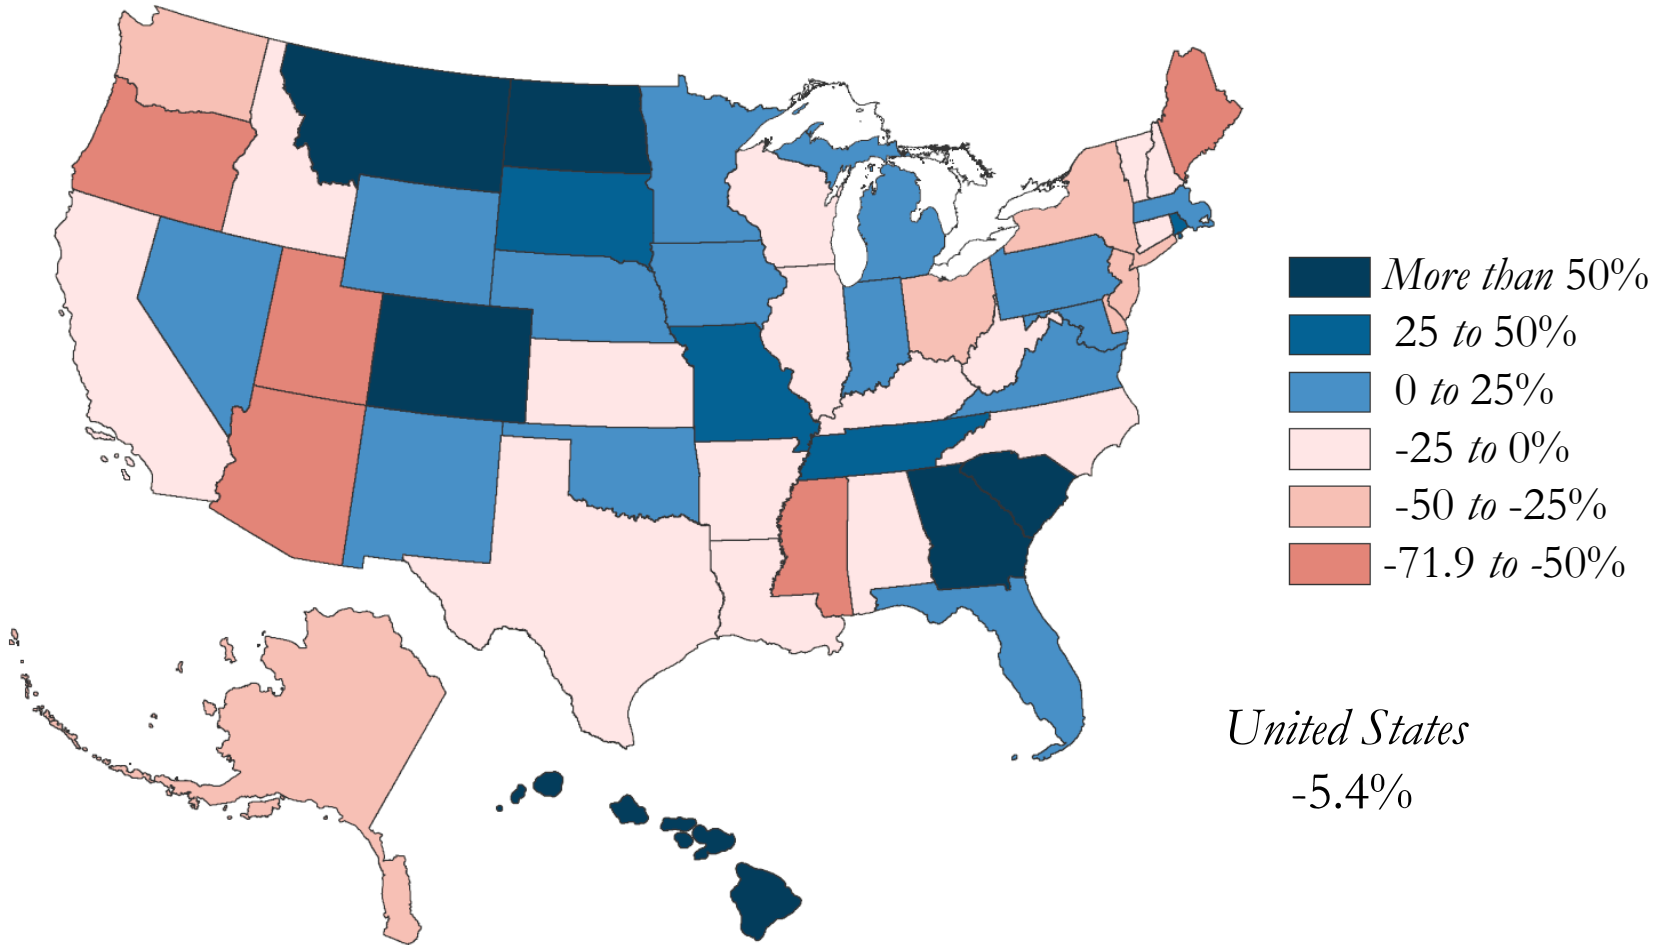 More than 50%
25 to 50%
0 to 25%
-25 to 0%
-50 to -25%
-71.9 to -50%
United States
-5.4%